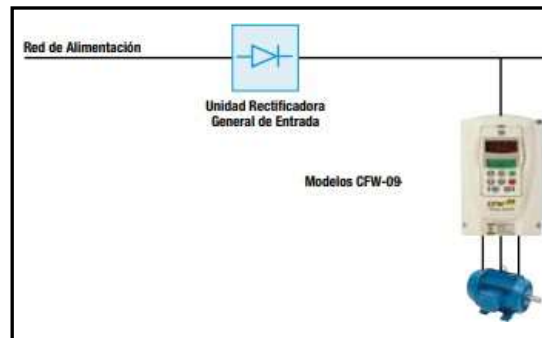 Red de Alimentación
Unidad Rectificadora
General de Entrada
Modelos CFW-09